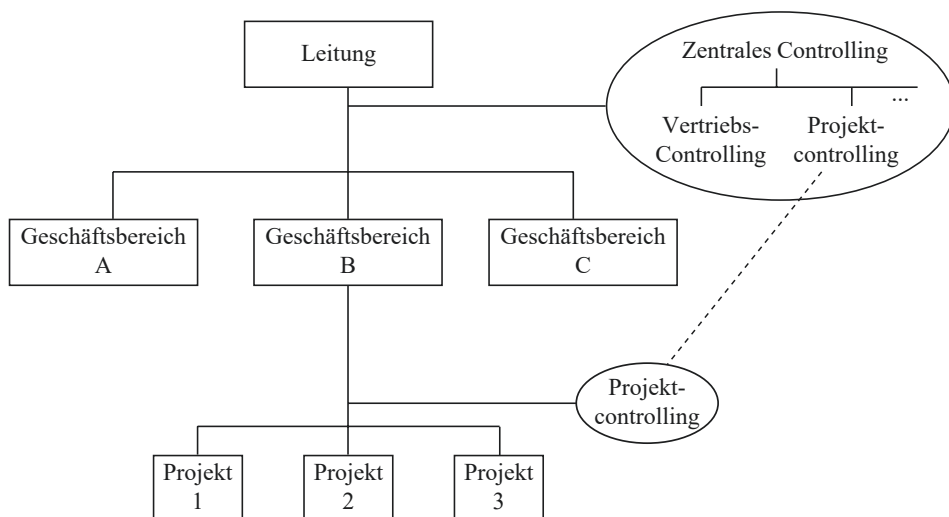 Leitung
Zentrales Controlling
...
Vertriebs-
Controlling
Projekt-
controlling
Geschäftsbereich
A
Geschäftsbereich
B
Geschäftsbereich
C
Projekt-
controlling
Projekt
1
Projekt
2
Projekt
3